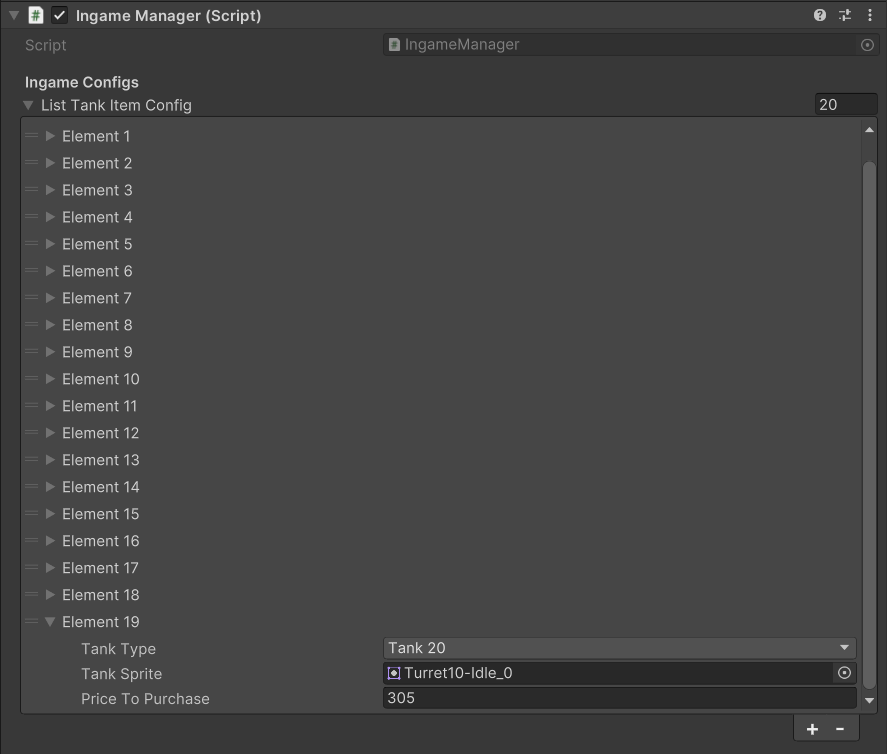 Ingame Manager (Script)
Script IngameManager
Ingame Configs
List Tank Item Config 20
Element 1
Element 2
Element 3
Element 4
Element 5
Element 6
Element 7
Element 8
Element 9
Element 10
Element 11
Element 12
Element 13
Element 14
Element 15
Element 16
Element 17
Element 18
Element 19
Tank Type Tank 20
Tank Sprite Turret10-Idle_0
Price To Purchase 305